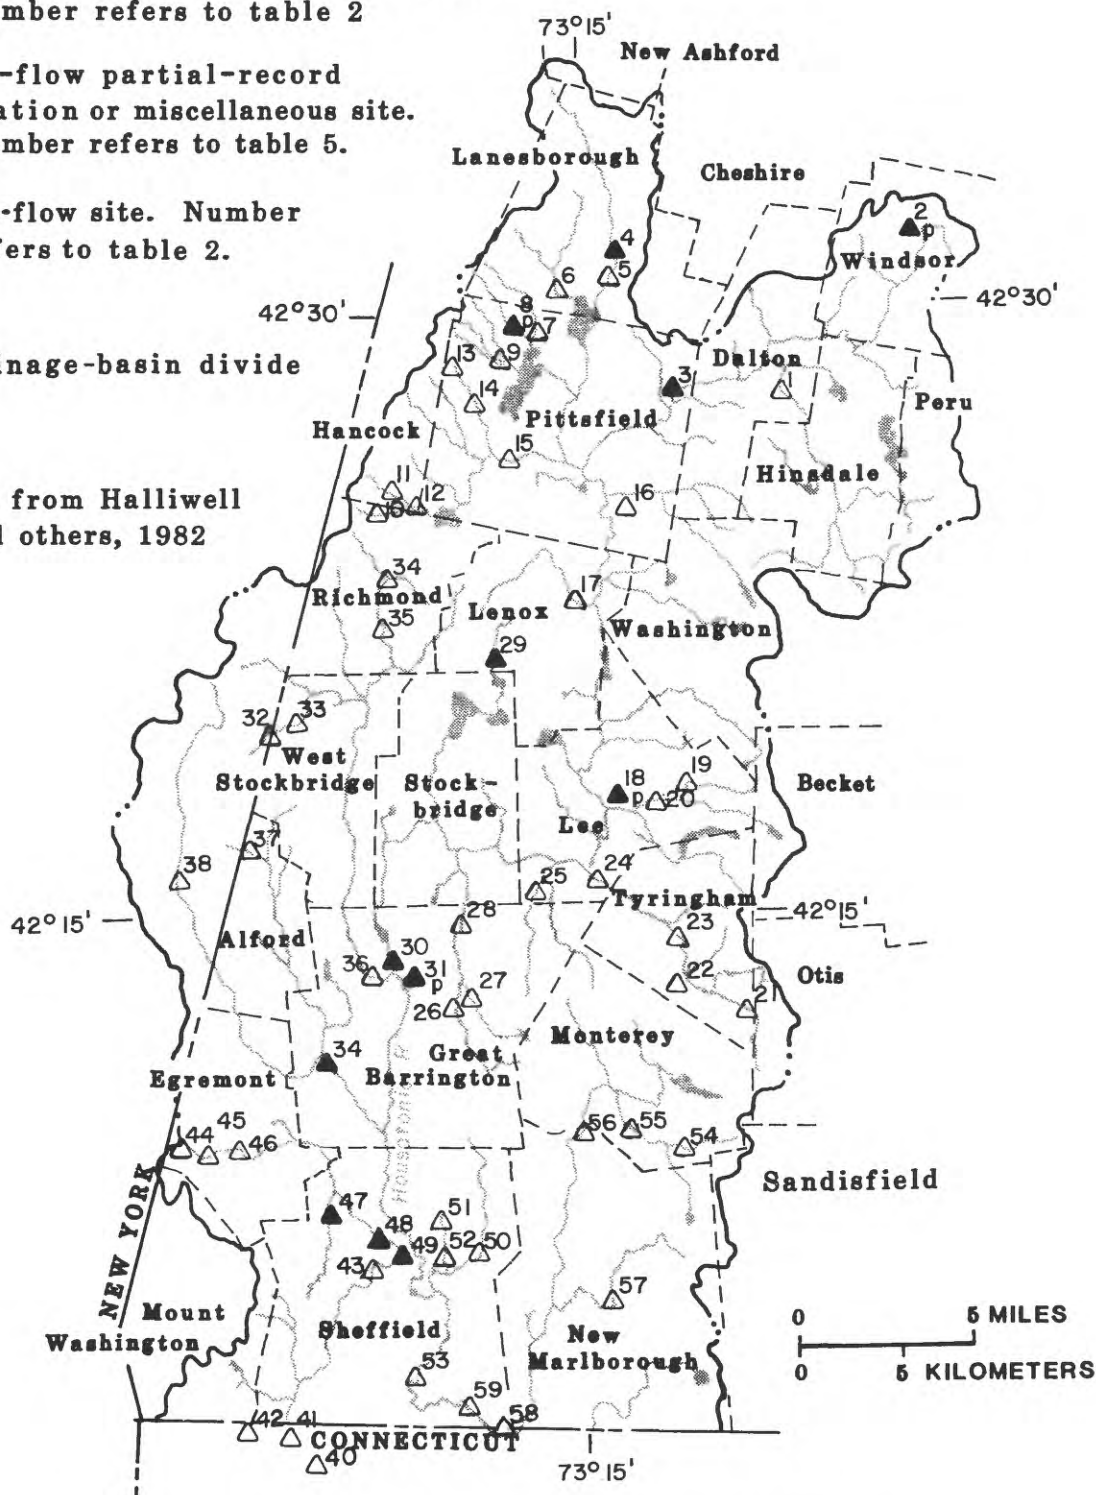 mber refers to table 2
-flow partial-record
ation or miscellaneous site.
mber refers to table 5.
-flow site. Number
fers to table 2.
inage-basin divide
from Halliwell
d others, 1982
73°15'
New Ashford
Lanesborough
Cheshire
2
p
Windsor
4
5
6
42°30'
42°30'
8
p
7
13
9
Dalton
3
1
14
Pittsfield
Peru
Hancock
15
11
Hinsdale
12
16
10
34
Richmond
17
35
Lenox
Washington
29
32
33
West
Stockbridge
Stock-
bridge
18
p
19
20
Becket
Lee
37
38
24
25
Tyringham
42°15'
42°15'
28
23
Alford
30
36
31
p
27
22
Otis
21
26
Monterey
34
Great
Barrington
Egremont
Housatonic R
56
55
54
44
45
46
Sandisfield
NEW YORK
47
51
48
49
52
50
43
57
Mount
Washington
Sheffield
New
Marlborough
0
5 MILES
0
5 KILOMETERS
53
59
58
42
41
CONNECTICUT
40
73°15'